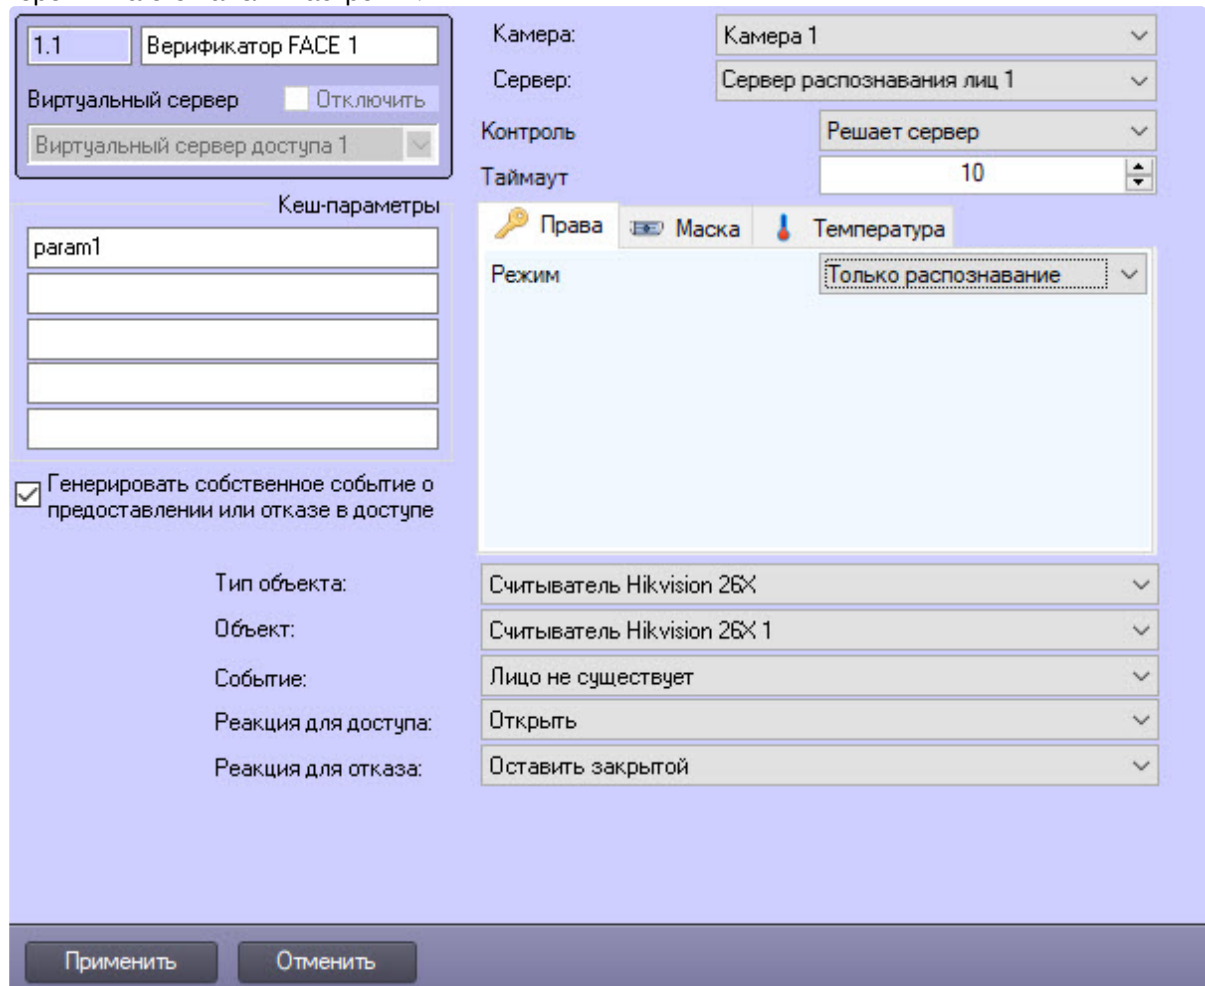 1.1
Верификатор FACE 1
Виртуальный сервер
Отключить
Виртуальный сервер доступа 1
Кеш-параметры
param1
Генерировать собственное событие о
предоставлении или отказе в доступе
Камера:
Камера 1
Сервер:
Сервер распознавания лиц 1
Контроль
Решает сервер
Таймаут
10
Права
Маска
Температура
Режим
Только распознавание
Тип объекта:
Считыватель Hikvision 26X
Объект:
Считыватель Hikvision 26X 1
Событие:
Лицо не существует
Реакция для доступа:
Открыть
Реакция для отказа:
Оставить закрытой
Применить
Отменить